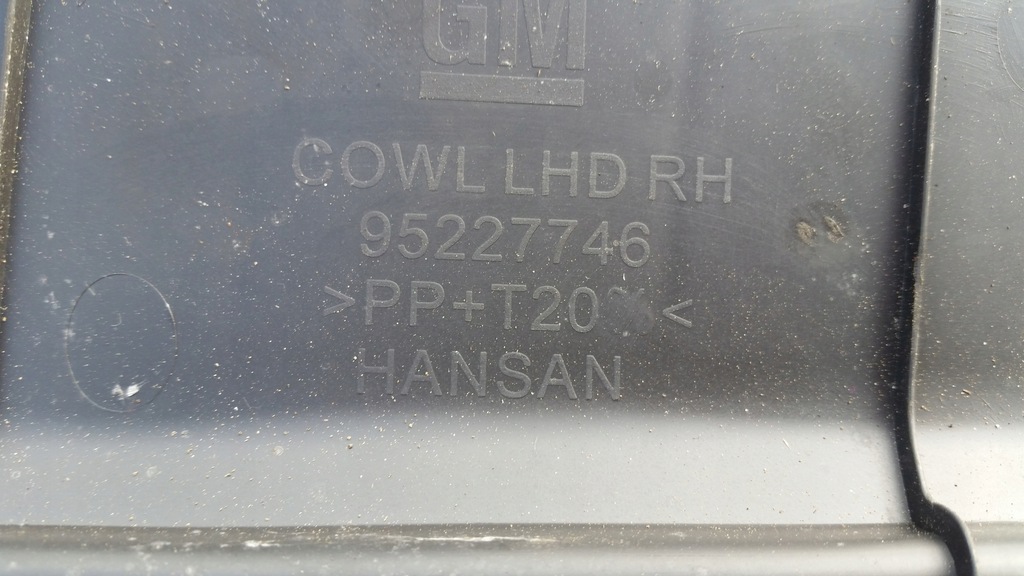 GM
COWL LHD RH
95227746
>PP+T20 <
HANSAN